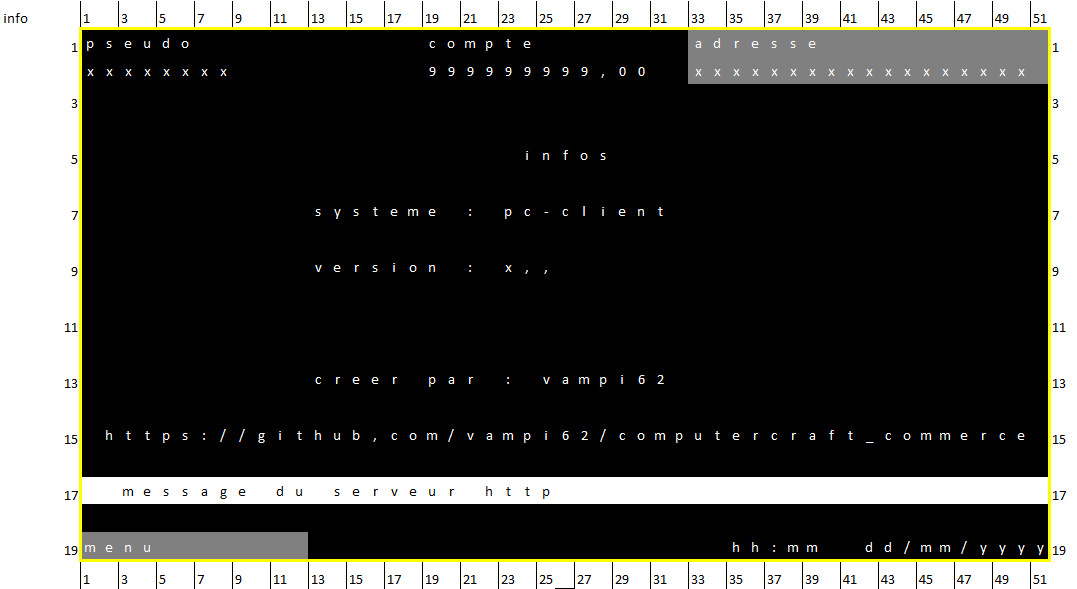 info 1 3 5 7 9 11 13 15 17 19 21 23 25 27 29 31 33 35 37 39 41 43 45 47 49 51
1 pseudo compte adresse 1
xxxxxxxx 999999999,00 xxxxxxxxxxxxxxxxxx
3 3
5 infos 5
7 systeme : pc-client 7
9 version : x,, 9
11 11
13 creer par : vampi62 13
15 https://github,com/vampi62/computercraft_commerce 15
17 message du serveur http 17
19 menu hh:mm dd/mm/yyyy 19
1 3 5 7 9 11 13 15 17 19 21 23 25 27 29 31 33 35 37 39 41 43 45 47 49 51